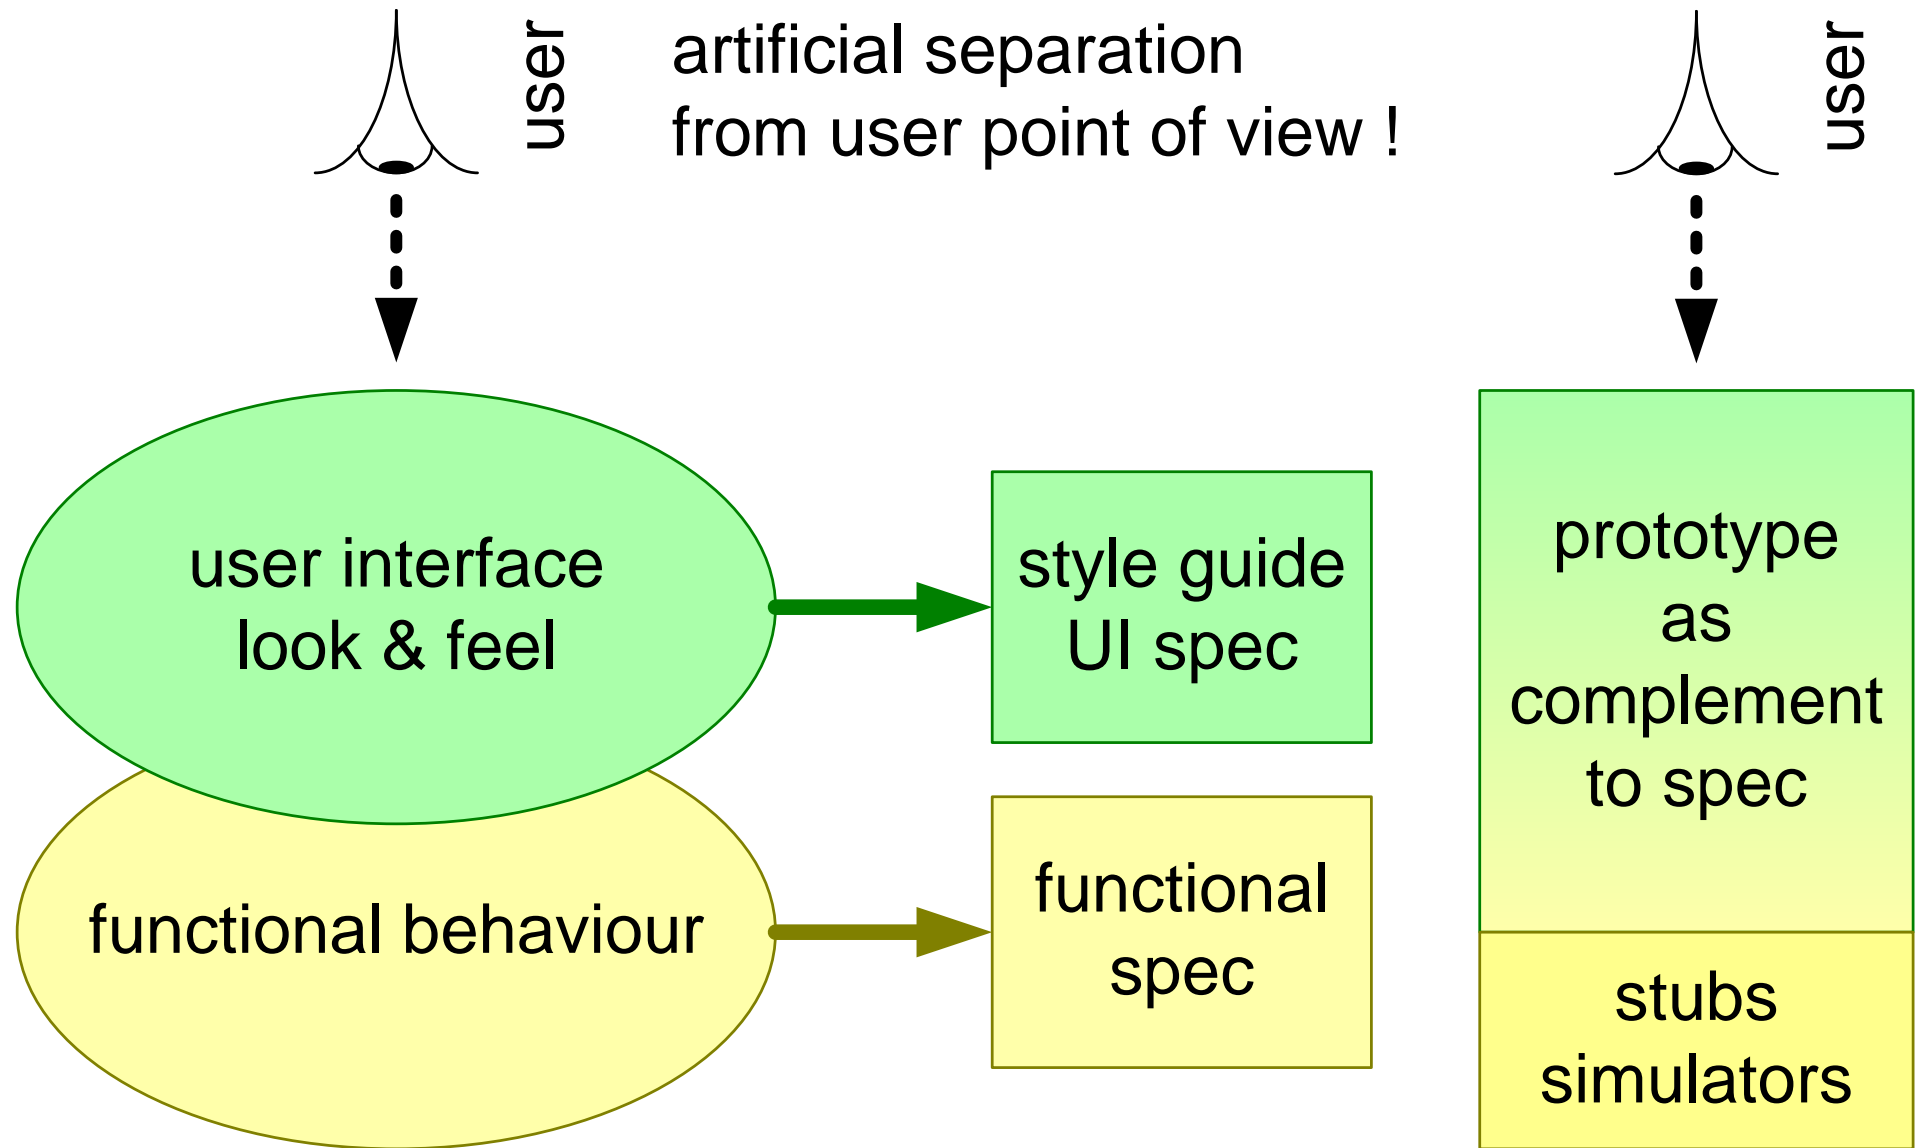 user
artificial separation
from user point of view !
user
user interface
look & feel
style guide
UI spec
prototype
as
complement
to spec
functional behaviour
functional
spec
stubs
simulators